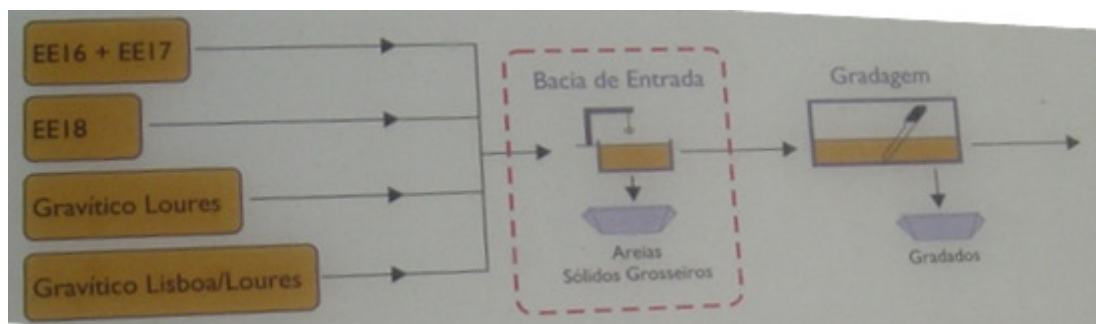 EE16 + EE17
EE18
Gravítico Loures
Gravítico Lisboa/Loures
Bacia de Entrada
Areias
Sólidos Grosseiros
Gradagem
Gradados